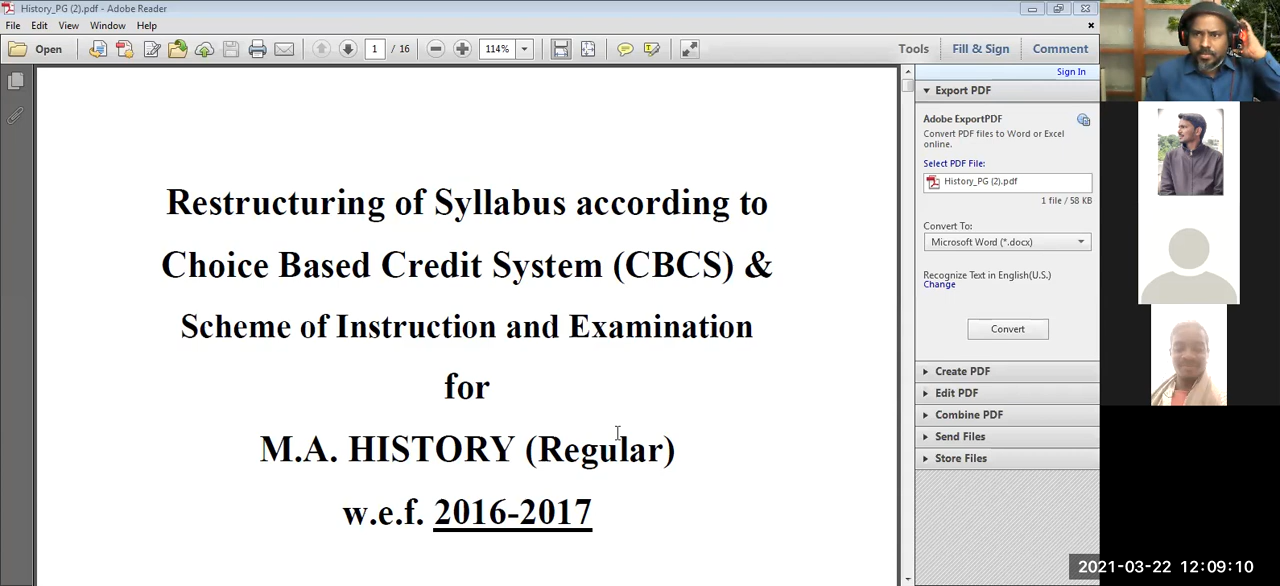 History_PG (2).pdf - Adobe Reader
File Edit View Window Help
Open 1 / 16 114% Tools Fill & Sign Comment
Sign In
Export PDF
Adobe ExportPDF
Convert PDF files to Word or Excel
online.
Select PDF File:
History_PG (2).pdf
1 file / 58 KB
Convert To:
Microsoft Word (*.docx)
Recognize Text in English(U.S.)
Change
Convert
Create PDF
Edit PDF
Combine PDF
Send Files
Store Files
Restructuring of Syllabus according to
Choice Based Credit System (CBCS) &
Scheme of Instruction and Examination
for
M.A. HISTORY (Regular)
w.e.f. 2016-2017
2021-03-22 12:09:10